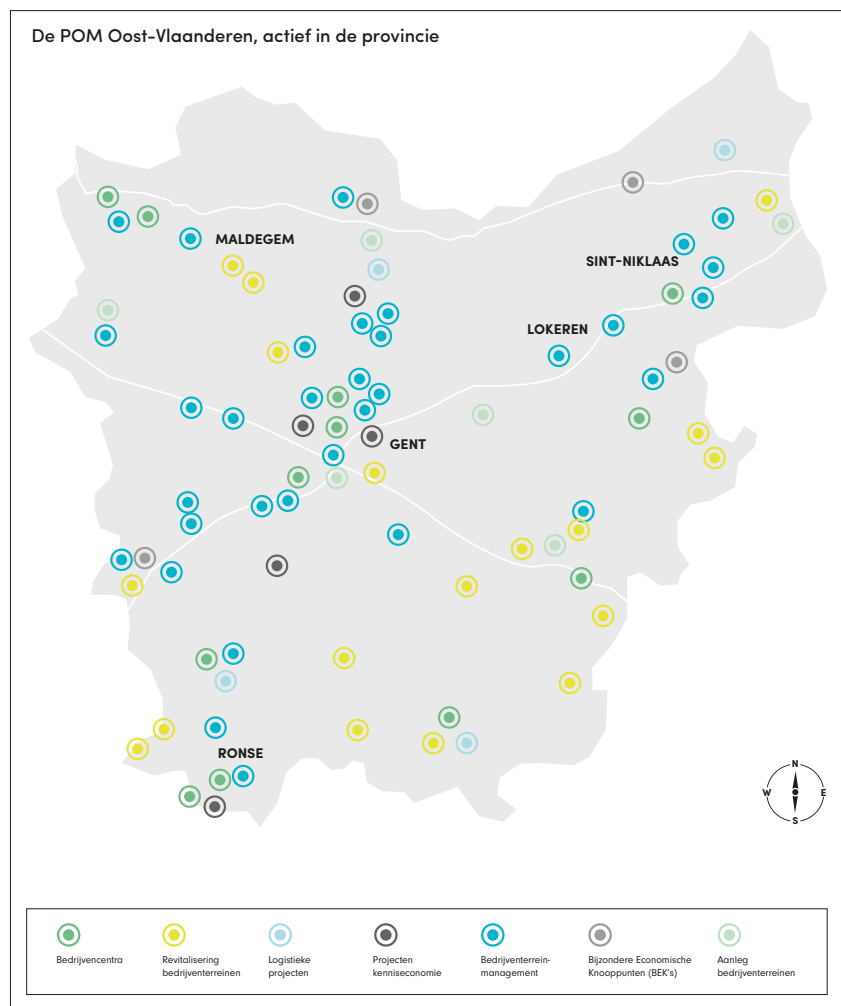 De POM Oost-Vlaanderen, actief in de provincie
MALDEGEM
SINT-NIKLAAS
LOKEREN
GENT
RONSE
N
W E
S
Bedrijvencentra
Revitalisering
bedrijventerreinen
Logistieke
projecten
Projecten
kenniseconomie
Bedrijventerrein-
management
Bijzondere Economische
Knooppunten (BEK's)
Aanleg
bedrijventerreinen